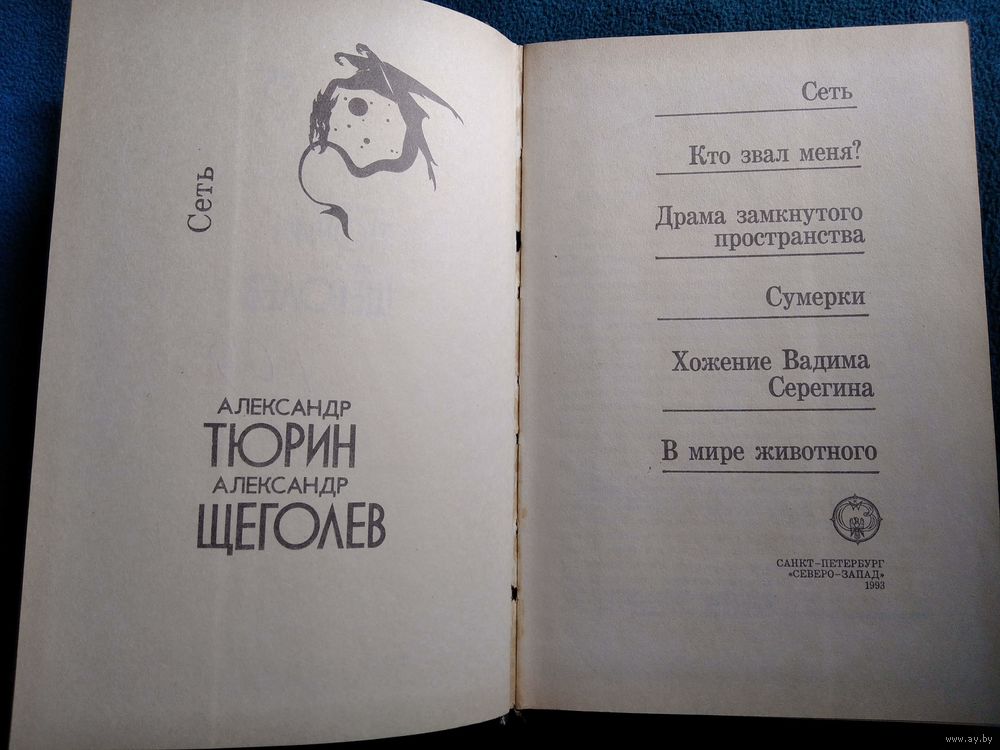 Сеть
АЛЕКСАНДР
ТЮРИН
АЛЕКСАНДР
ЩЕГОЛЕВ
Сеть
Кто звал меня?
Драма замкнутого
пространства
Сумерки
Хожение Вадима
Серегина
В мире животного
САНКТ-ПЕТЕРБУРГ
«СЕВЕРО-ЗАПАД»
1993
www.ay.by